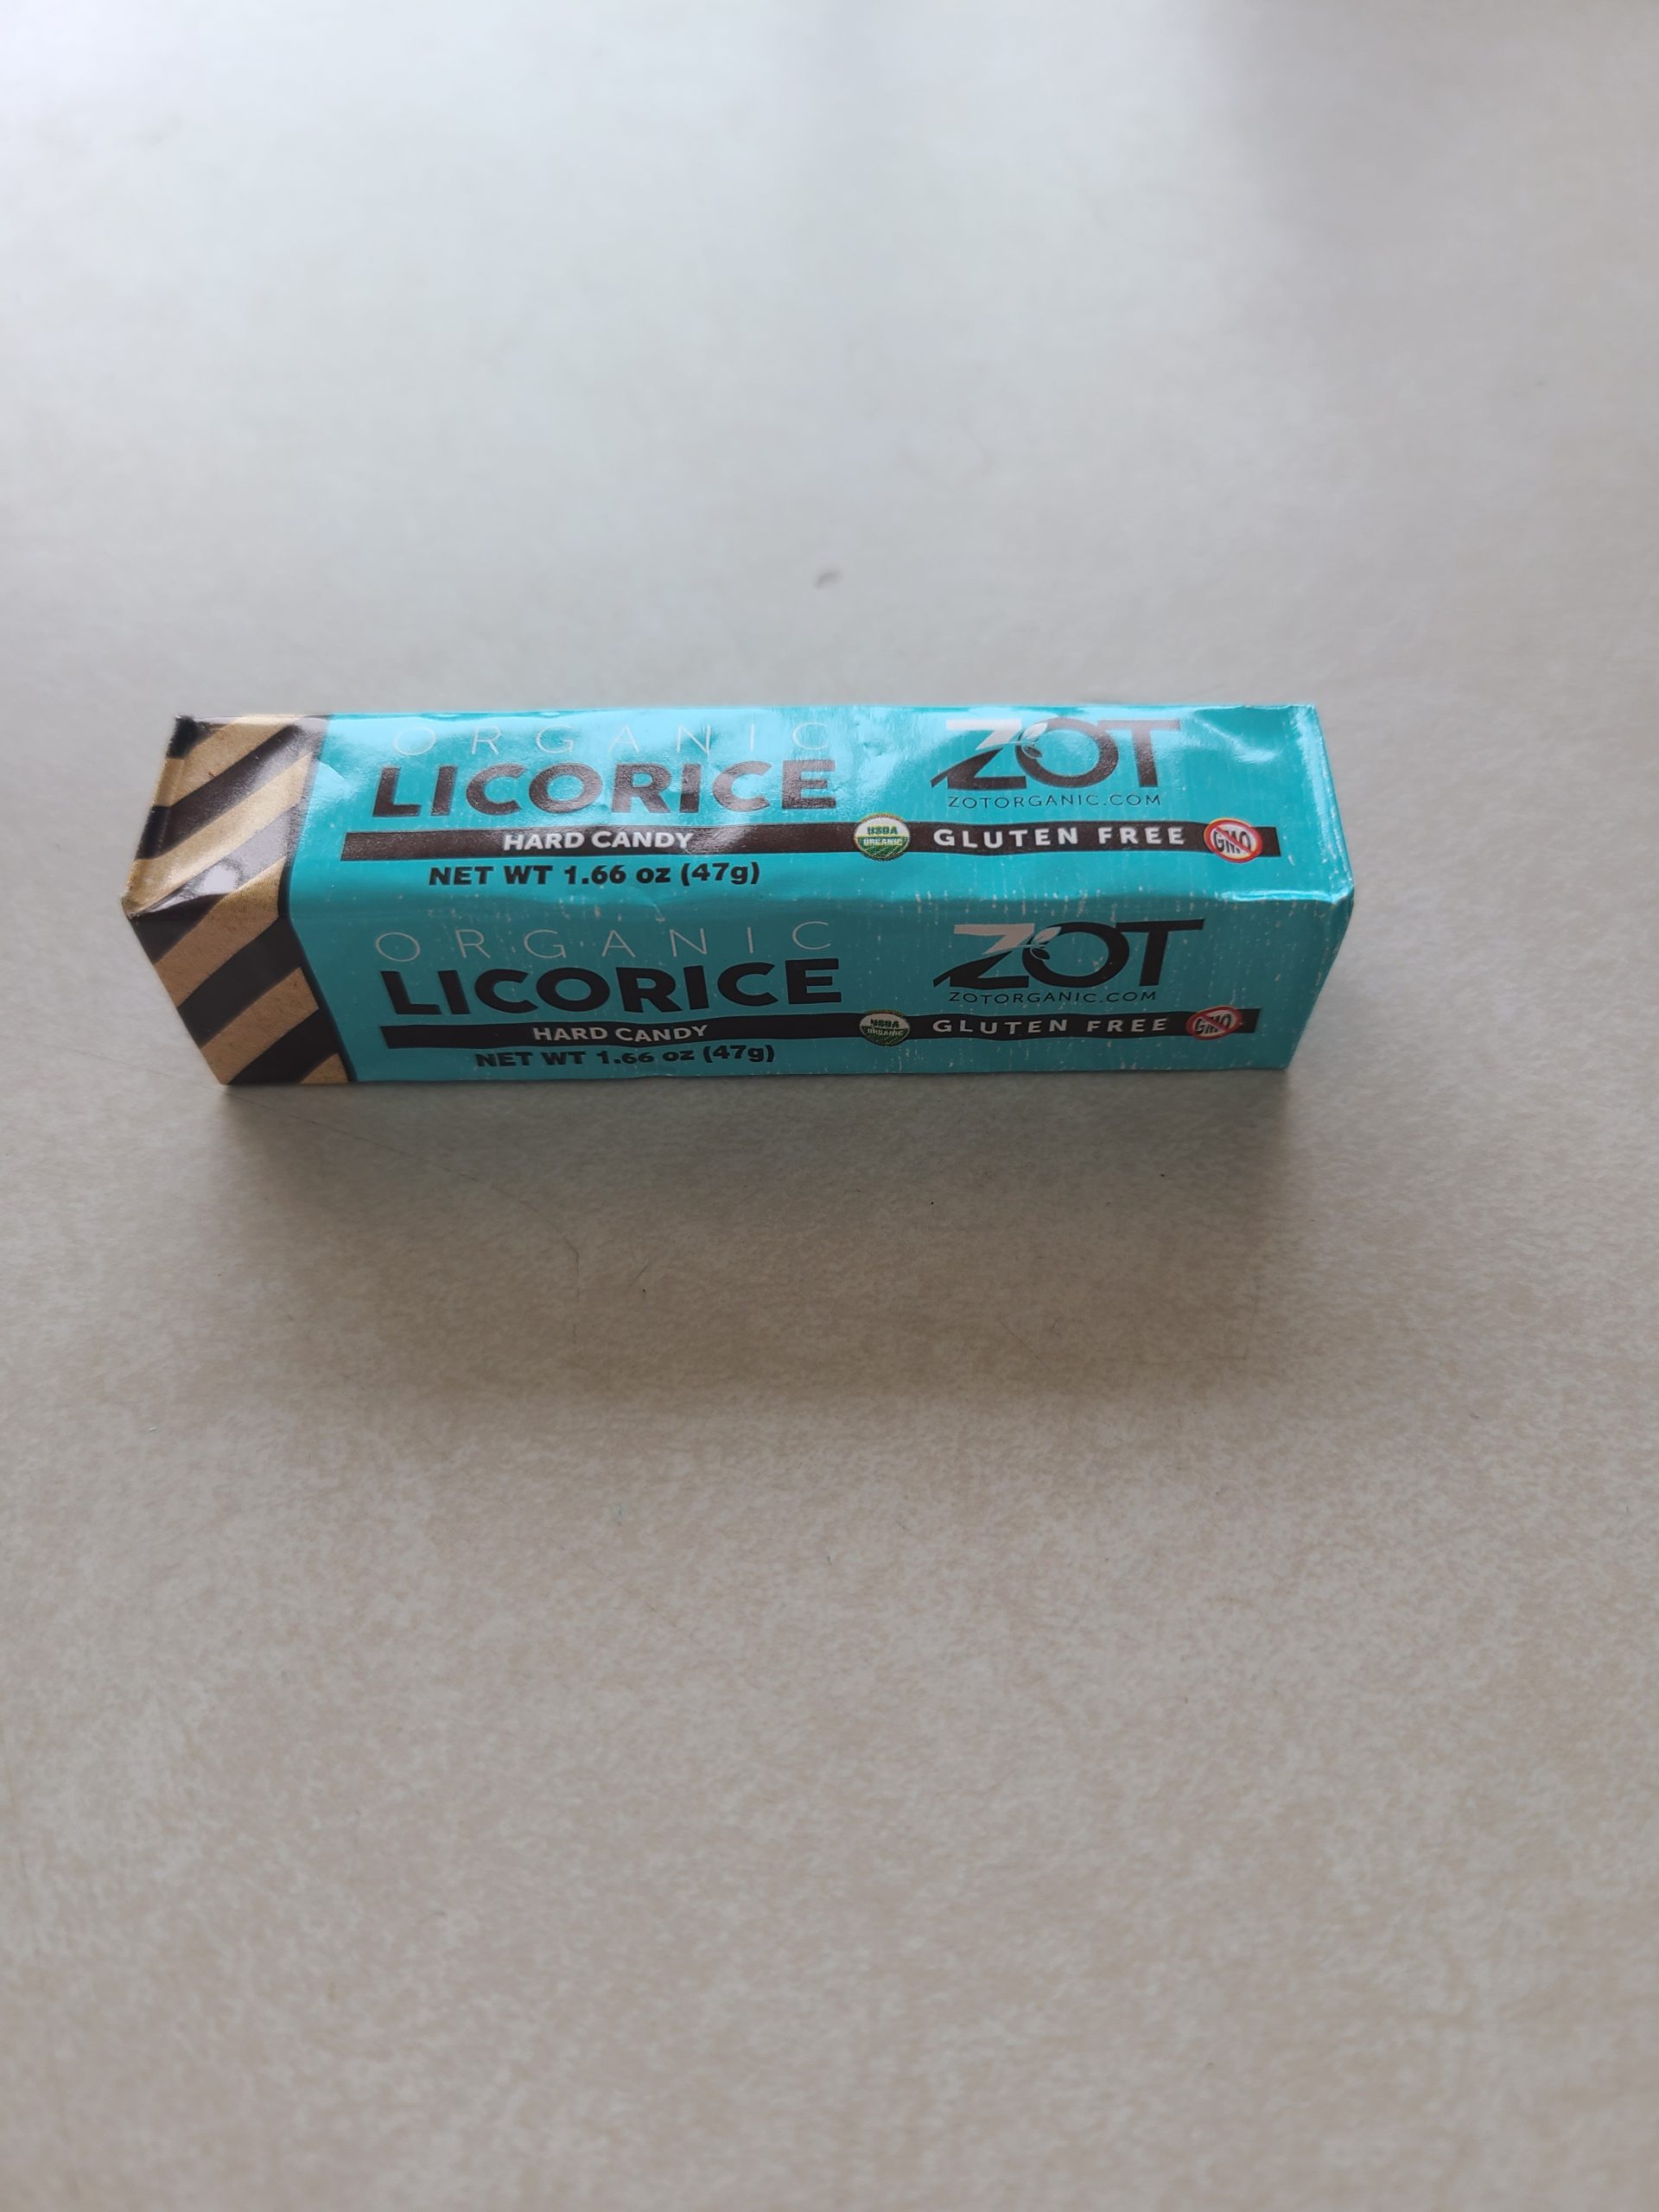 ORGANIC
LICORICE
HARD CANDY
NET WT 1.66 oz (47g)
ZOT
ZOTORGANIC.COM
USDA
ORGANIC
GLUTEN FREE
GMO
ORGANIC
LICORICE
HARD CANDY
NET WT 1.66 oz (47g)
ZOT
ZOTORGANIC.COM
USDA
ORGANIC
GLUTEN FREE
GMO